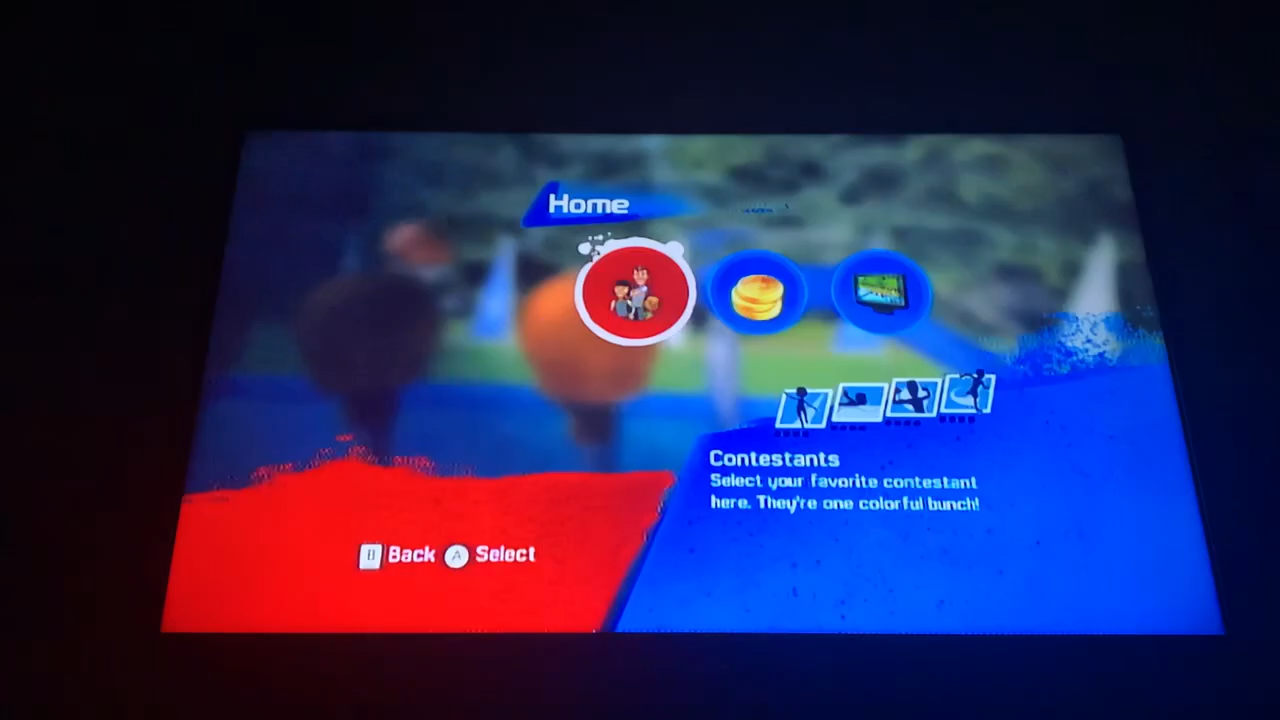 Home
Contestants
Select your favorite contestant
here. They're one colorful bunch!
B Back A Select